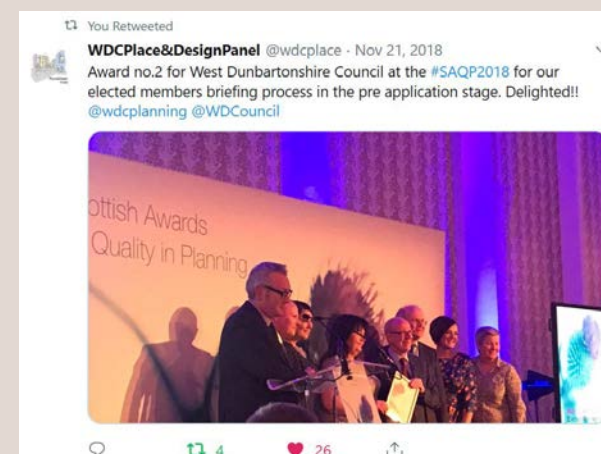 You Retweeted
WDCPlace&DesignPanel @wdcplace · Nov 21, 2018
Award no.2 for West Dunbartonshire Council at the #SAQP2018 for our
elected members briefing process in the pre application stage. Delighted!!
@wdcplanning @WDCouncil
ottish Awards
Quality in Planning
4 26